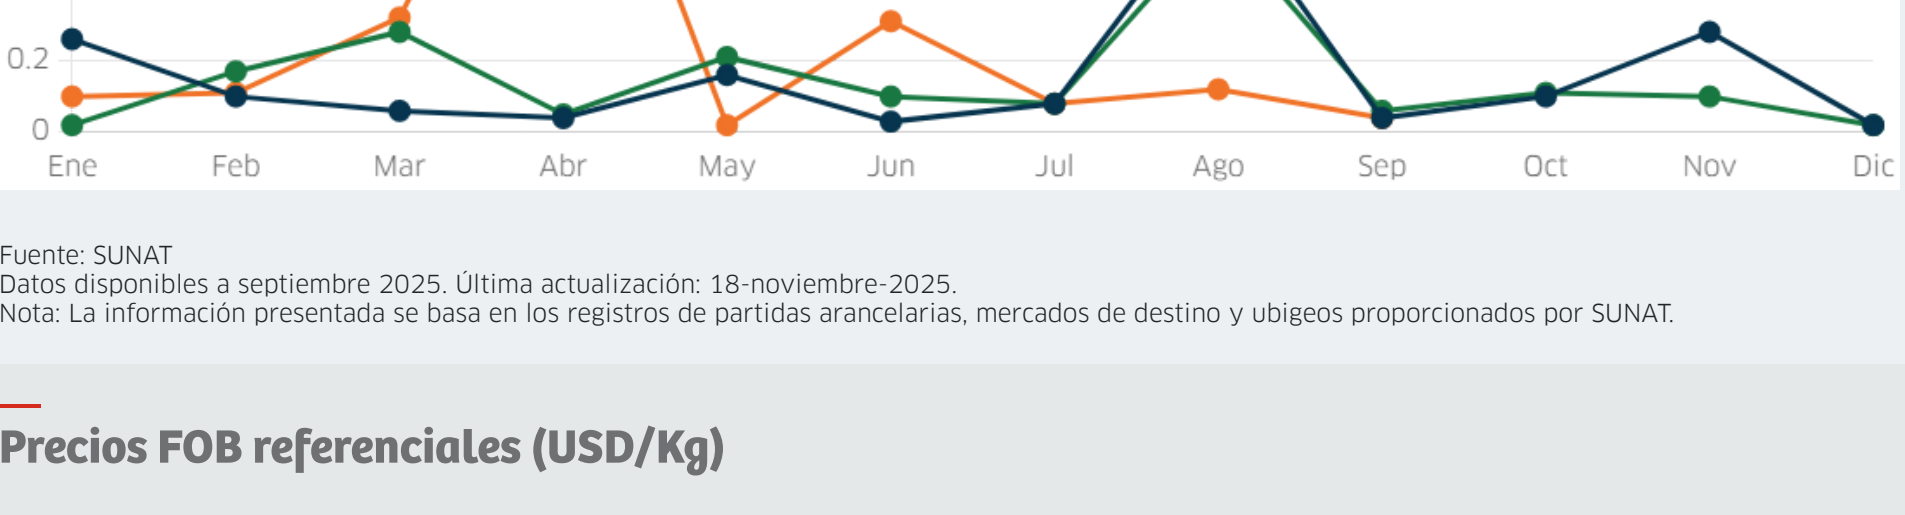 0.2
0
Ene Feb Mar Abr May Jun Jul Ago Sep Oct Nov Dic
Fuente: SUNAT
Datos disponibles a septiembre 2025. Última actualización: 18-noviembre-2025.
Nota: La información presentada se basa en los registros de partidas arancelarias, mercados de destino y ubigeos proporcionados por SUNAT.
Precios FOB referenciales (USD/Kg)